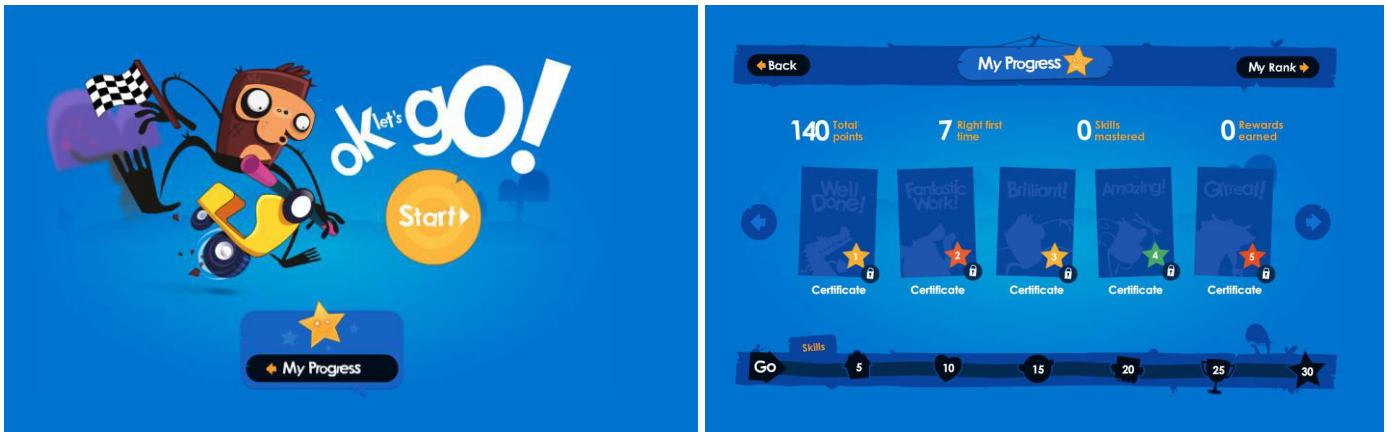 ok let's go!
Start
My Progress
Back
My Progress
My Rank
140 Total points
7 Right first time
0 Skills mastered
0 Rewards earned
Well Done!
Fantastic Work!
Brilliant!
Amazing!
Grrreat!
1
2
3
4
5
Certificate
Certificate
Certificate
Certificate
Certificate
Skills
Go 5 10 15 20 25 30